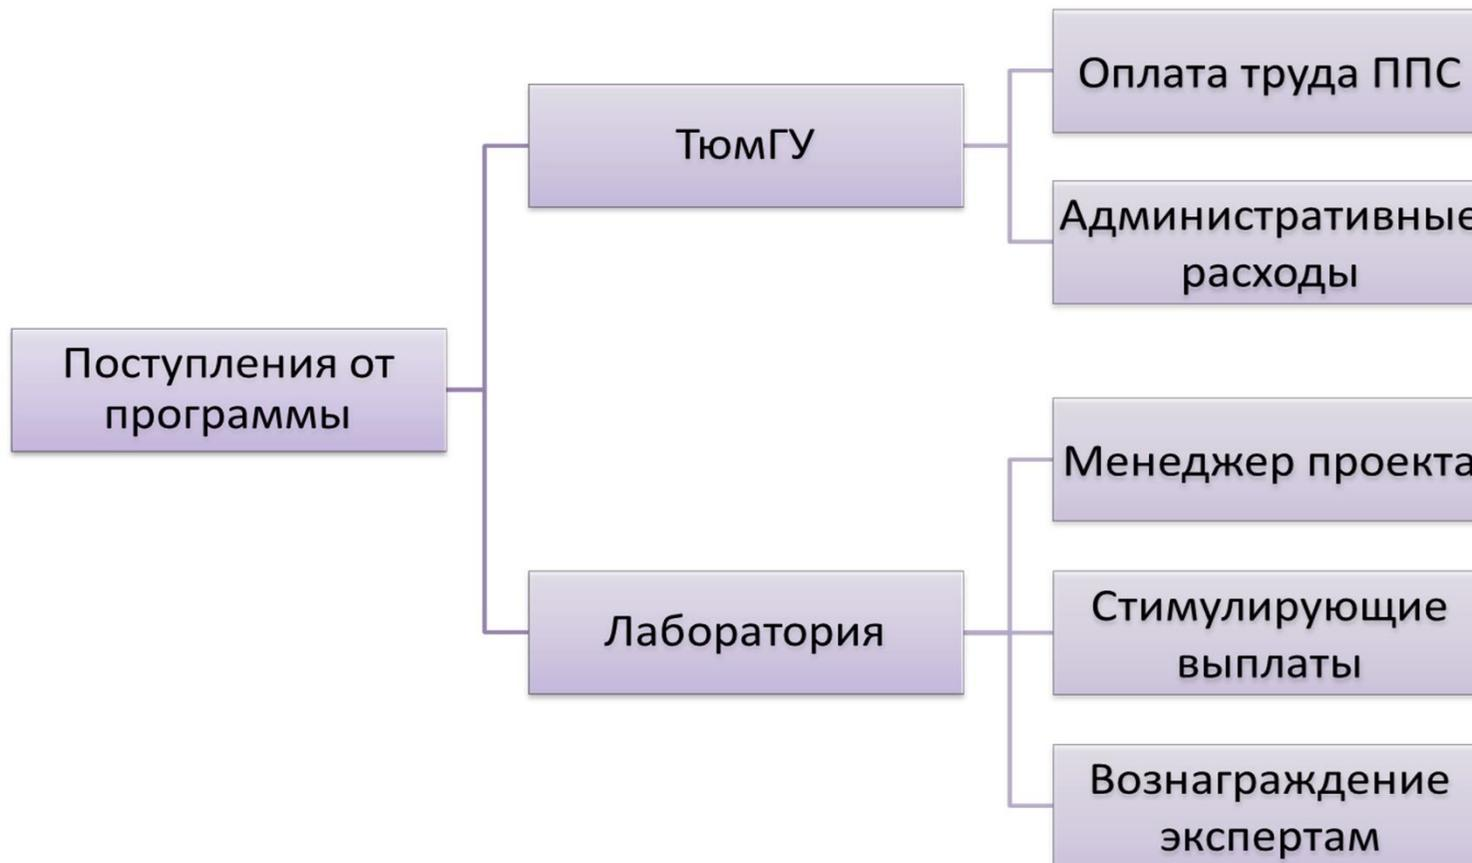 Оплата труда ППС
ТюмГУ
Административные
расходы
Поступления от
программы
Менеджер проекта
Лаборатория
Стимулирующие
выплаты
Вознаграждение
экспертам